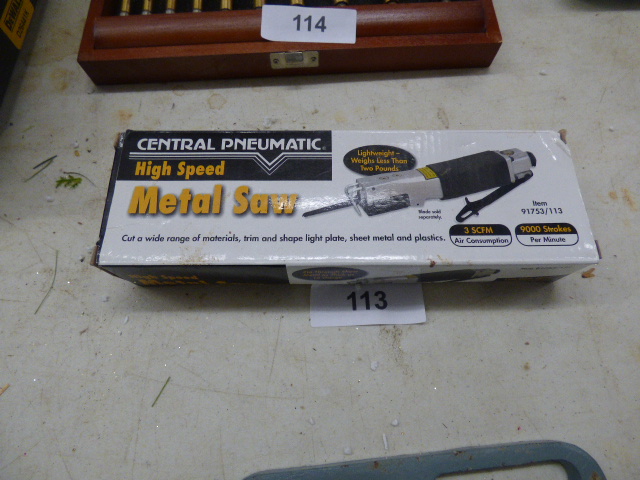 114
CENTRAL PNEUMATIC
High Speed
Metal Saw
Lightweight –
Weighs Less Than
Two Pounds
Blade sold
separately.
Item
91753/113
3 SCFM
Air Consumption
9000 Strokes
Per Minute
Cut a wide range of materials, trim and shape light plate, sheet metal and plastics.
113